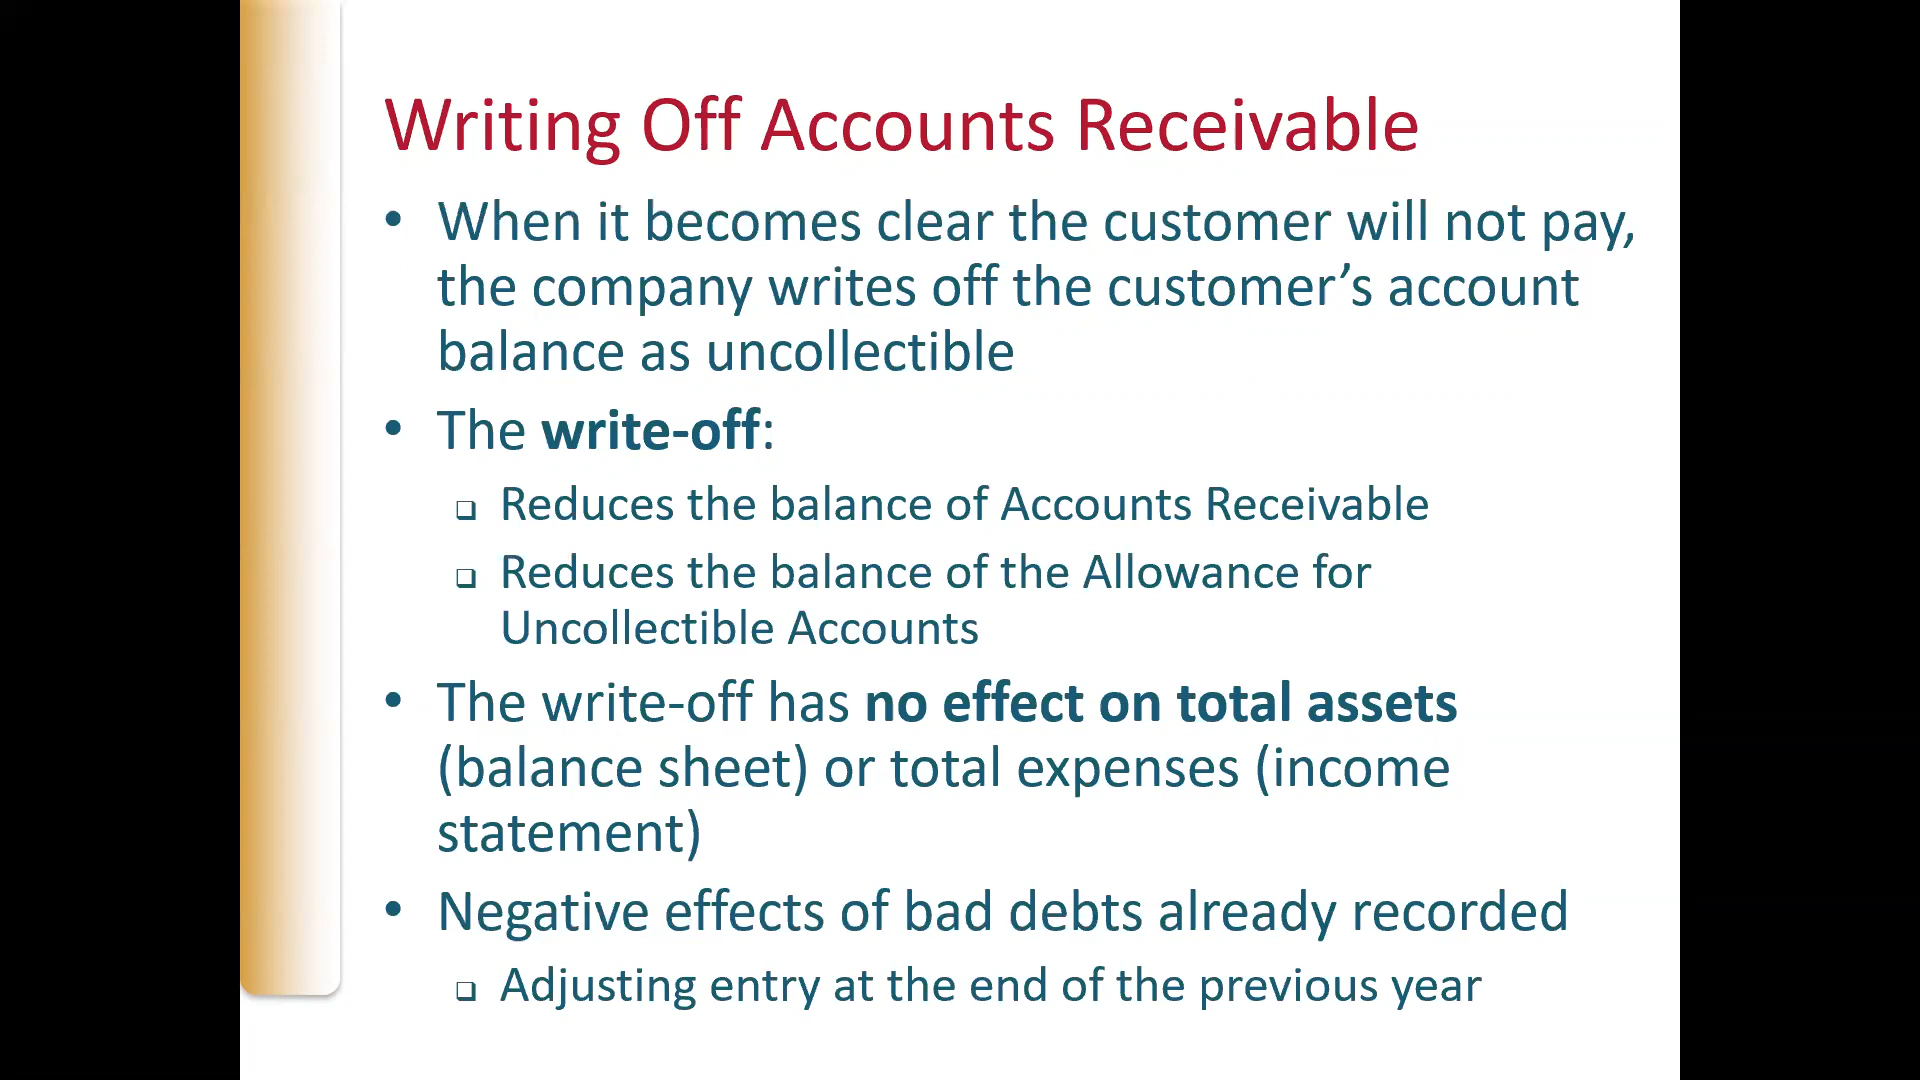 Writing Off Accounts Receivable
• When it becomes clear the customer will not pay,
the company writes off the customer’s account
balance as uncollectible
• The write-off:
❑ Reduces the balance of Accounts Receivable
❑ Reduces the balance of the Allowance for
Uncollectible Accounts
• The write-off has no effect on total assets
(balance sheet) or total expenses (income
statement)
• Negative effects of bad debts already recorded
❑ Adjusting entry at the end of the previous year